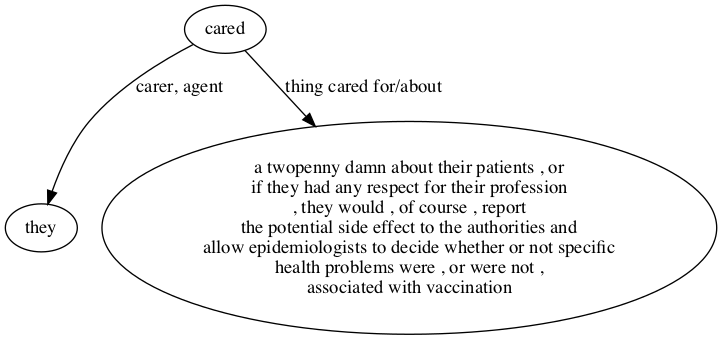 cared
carer, agent
thing cared for/about
they
a twopenny damn about their patients , or
if they had any respect for their profession
, they would , of course , report
the potential side effect to the authorities and
allow epidemiologists to decide whether or not specific
health problems were , or were not ,
associated with vaccination